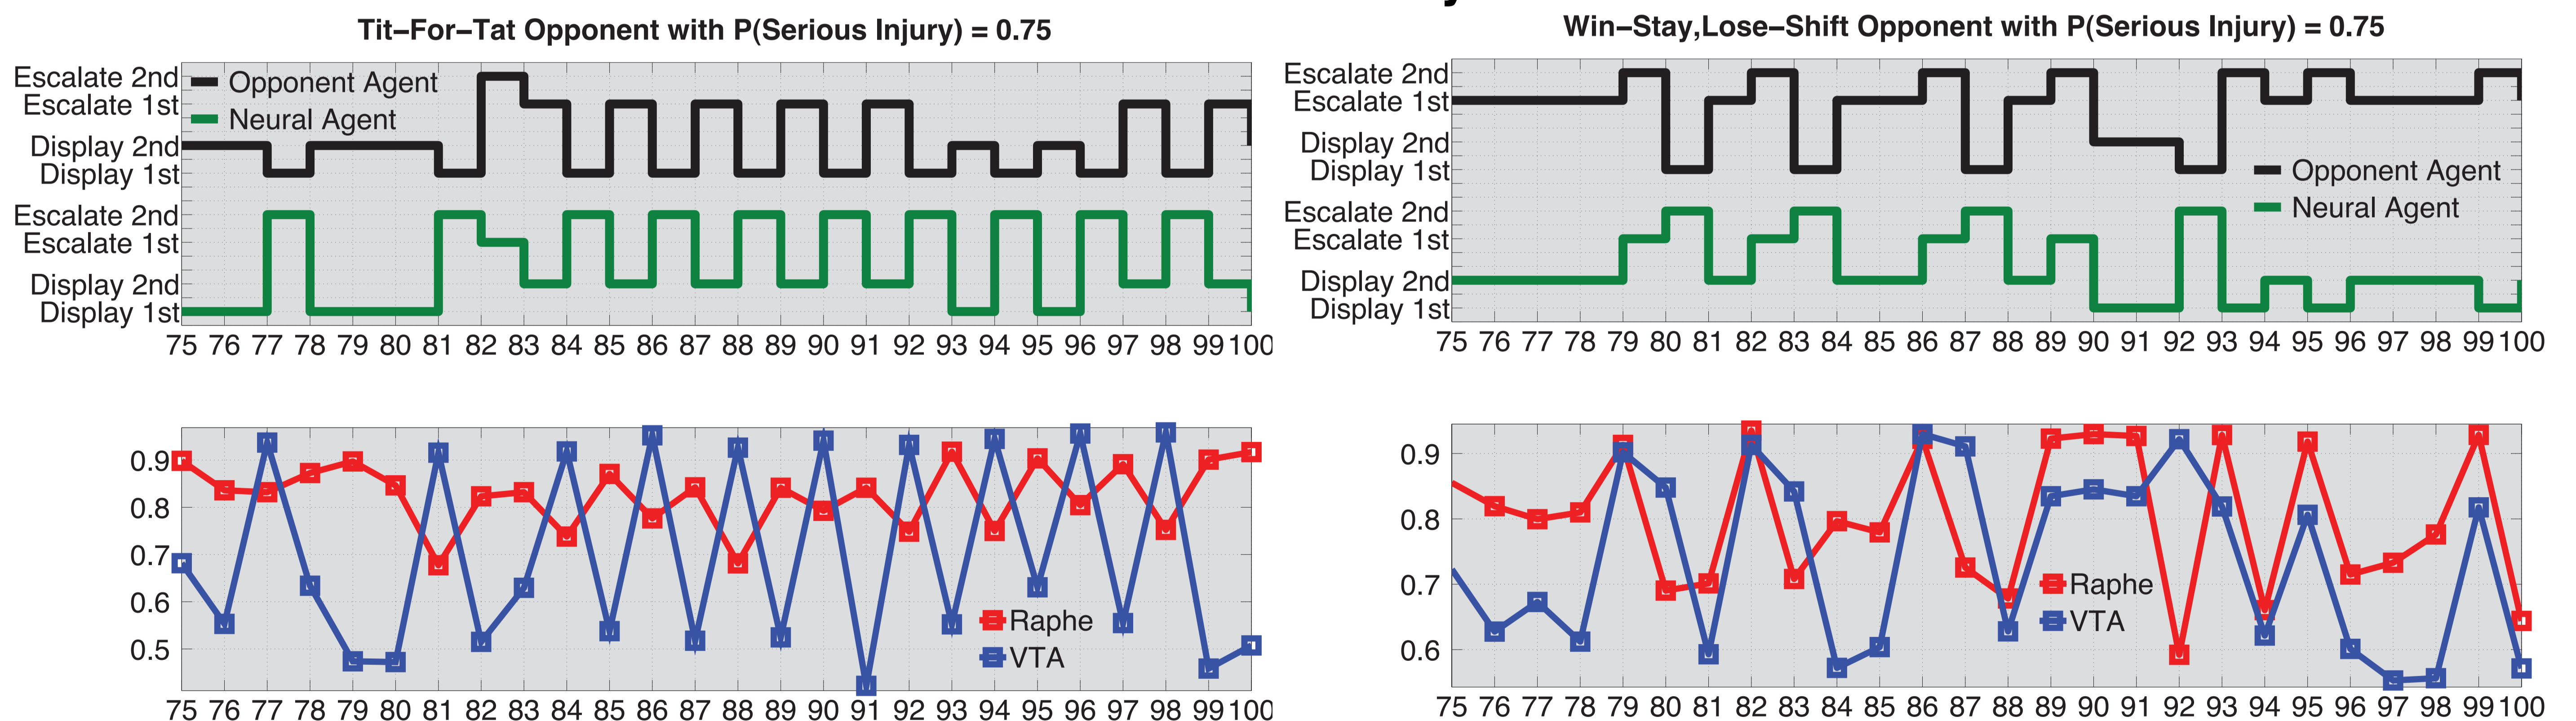 Tit–For–Tat Opponent with P(Serious Injury) = 0.75
Escalate 2nd
Escalate 1st
Display 2nd
Display 1st
Escalate 2nd
Escalate 1st
Display 2nd
Display 1st
Opponent Agent
Neural Agent
75 76 77 78 79 80 81 82 83 84 85 86 87 88 89 90 91 92 93 94 95 96 97 98 99 100
0.9
0.8
0.7
0.6
0.5
Raphe
VTA
75 76 77 78 79 80 81 82 83 84 85 86 87 88 89 90 91 92 93 94 95 96 97 98 99 100
Win–Stay,Lose–Shift Opponent with P(Serious Injury) = 0.75
Escalate 2nd
Escalate 1st
Display 2nd
Display 1st
Escalate 2nd
Escalate 1st
Display 2nd
Display 1st
Opponent Agent
Neural Agent
75 76 77 78 79 80 81 82 83 84 85 86 87 88 89 90 91 92 93 94 95 96 97 98 99 100
0.9
0.8
0.7
0.6
Raphe
VTA
75 76 77 78 79 80 81 82 83 84 85 86 87 88 89 90 91 92 93 94 95 96 97 98 99 100